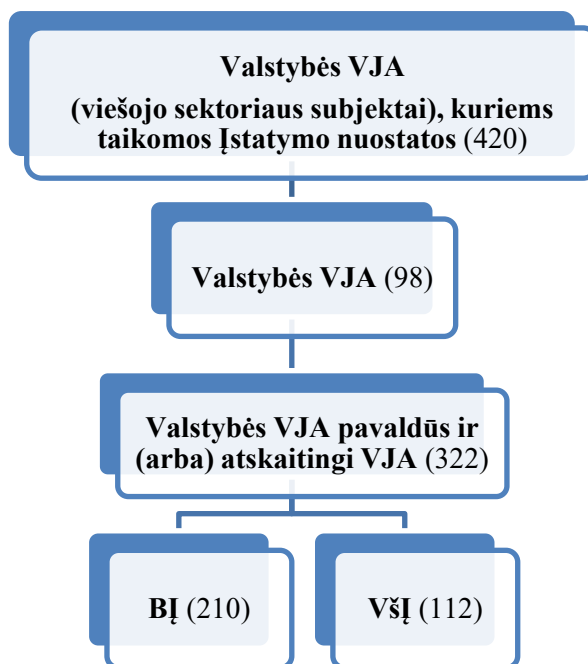 Valstybės VJA
(viešojo sektoriaus subjektai), kuriems
taikomos Įstatymo nuostatos (420)
Valstybės VJA (98)
Valstybės VJA pavaldūs ir
(arba) atskaitingi VJA (322)
BĮ (210)
VšĮ (112)